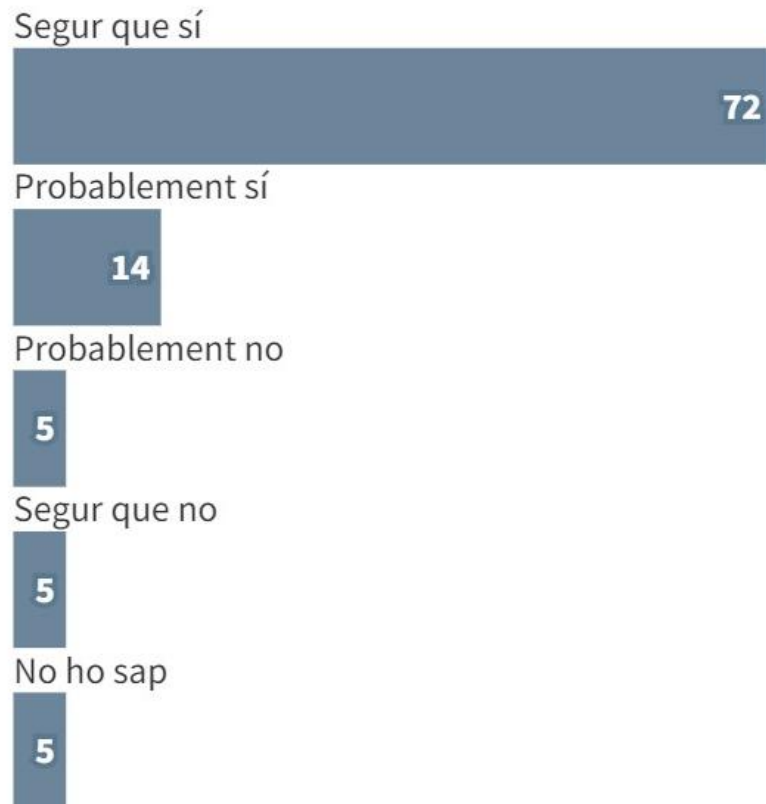 Segur que sí
72
Probablement sí
14
Probablement no
5
Segur que no
5
No ho sap
5